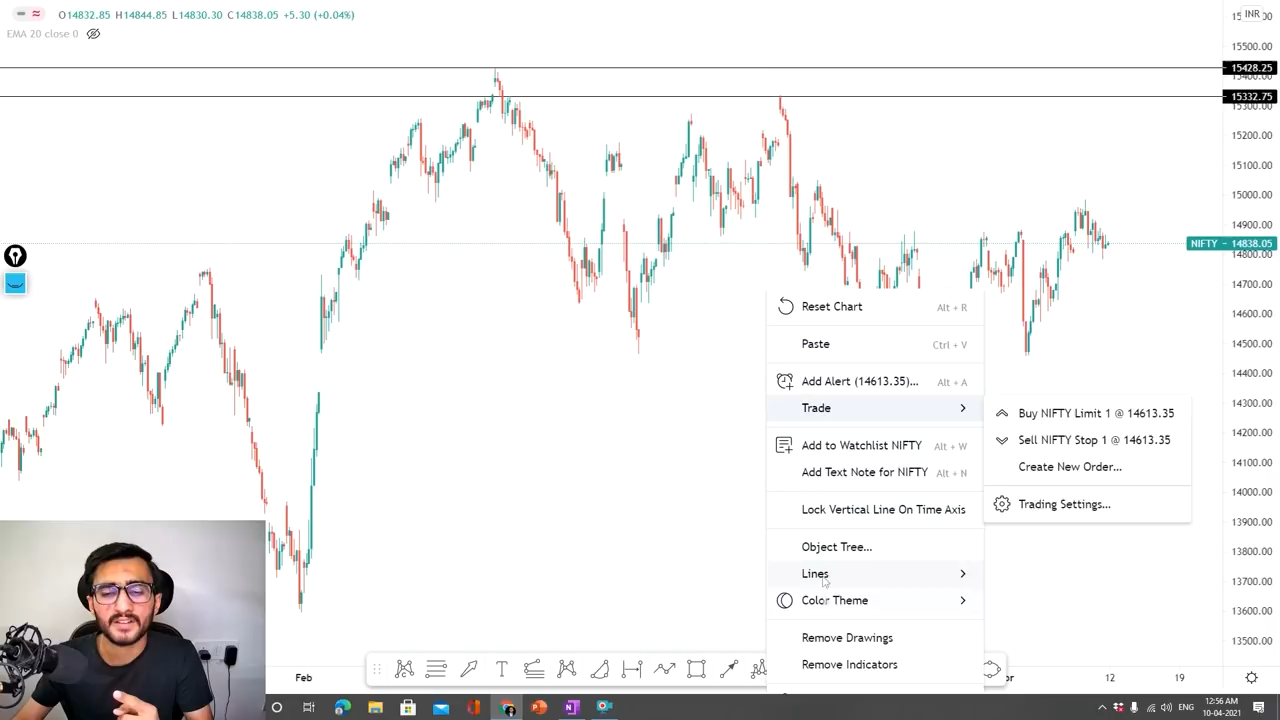 O14832.85 H14844.85 L14830.30 C14838.05 +5.30 (+0.04%)
EMA 20 close 0
INR
15500.00
15428.25
15332.75
15200.00
15100.00
15000.00
14900.00
NIFTY 14838.05
14800.00
14700.00
14600.00
14500.00
14400.00
14300.00
14200.00
14100.00
14000.00
13900.00
13800.00
13700.00
13600.00
13500.00
Reset Chart Alt + R
Paste Ctrl + V
Add Alert (14613.35)... Alt + A
Trade
Add to Watchlist NIFTY Alt + W
Add Text Note for NIFTY Alt + N
Lock Vertical Line On Time Axis
Object Tree...
Lines
Color Theme
Remove Drawings
Remove Indicators
Buy NIFTY Limit 1 @ 14613.35
Sell NIFTY Stop 1 @ 14613.35
Create New Order...
Trading Settings...
Feb
12
19
ENG
12:56 AM
10-04-2021